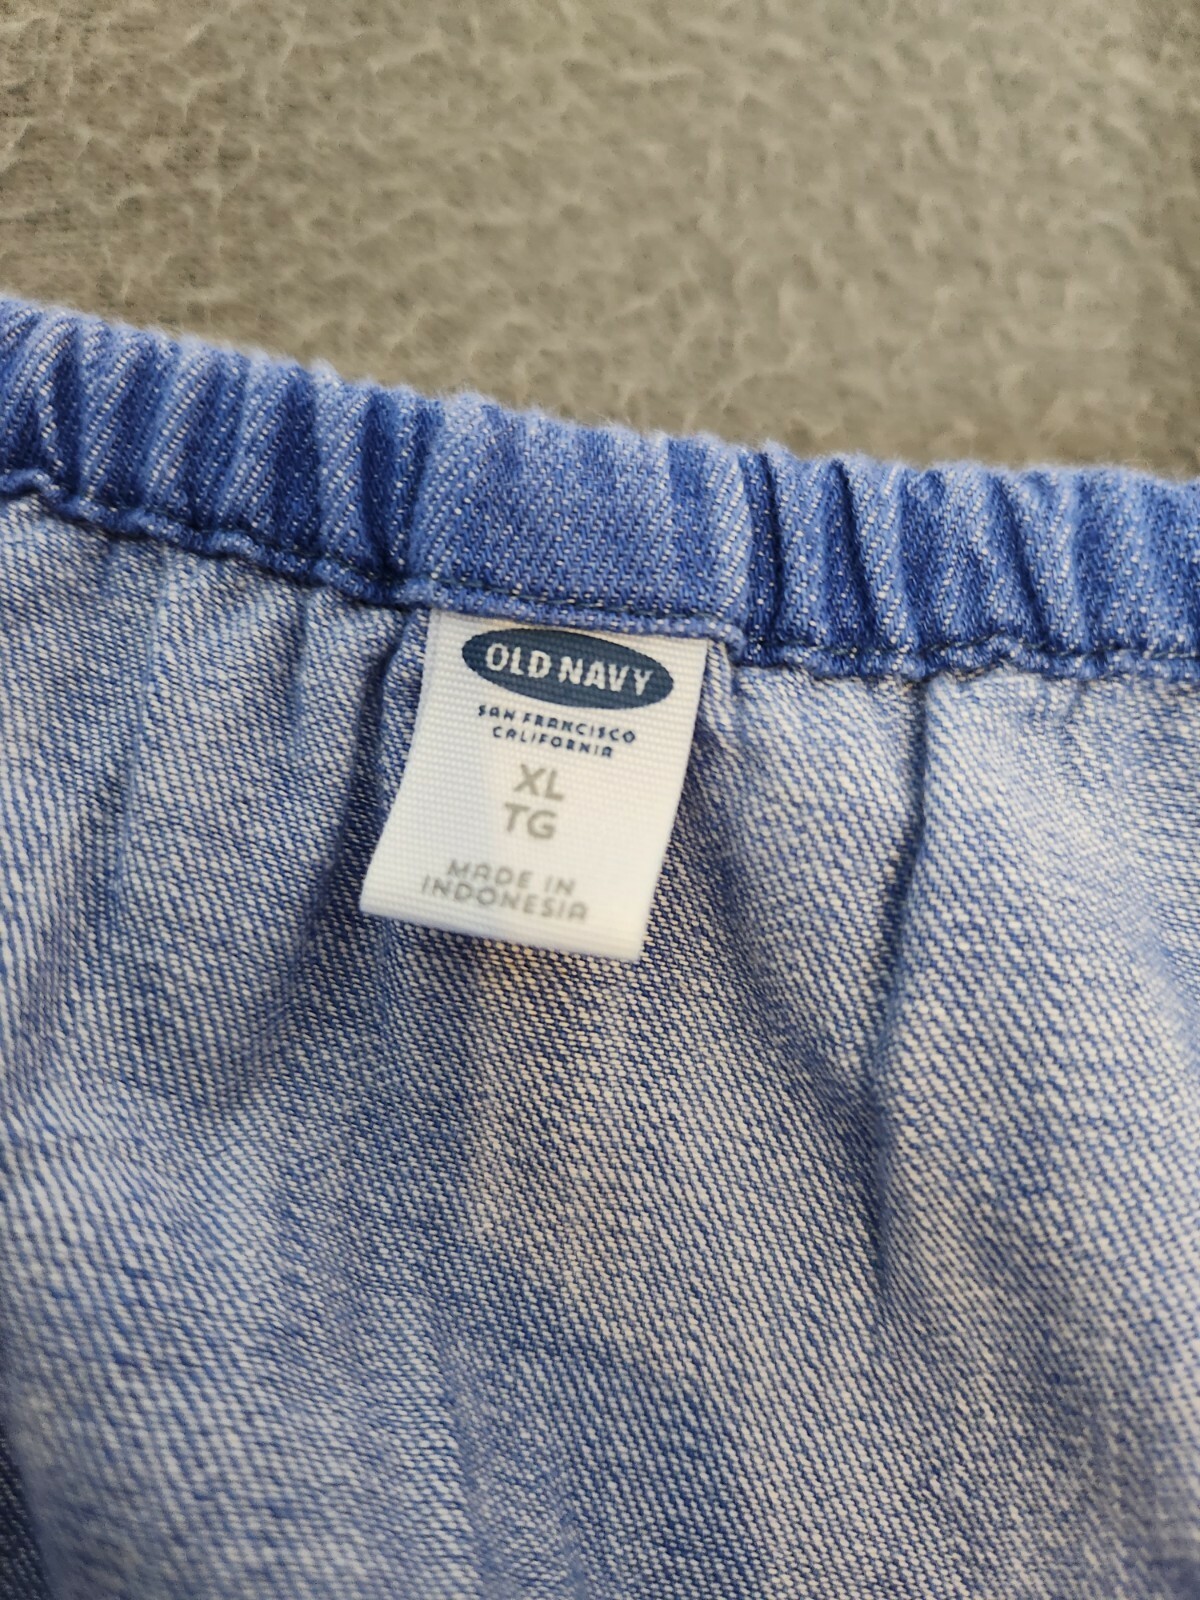 OLD NAVY
SAN FRANCISCO
CALIFORNIA
XL
TG
MADE IN
INDONESIA